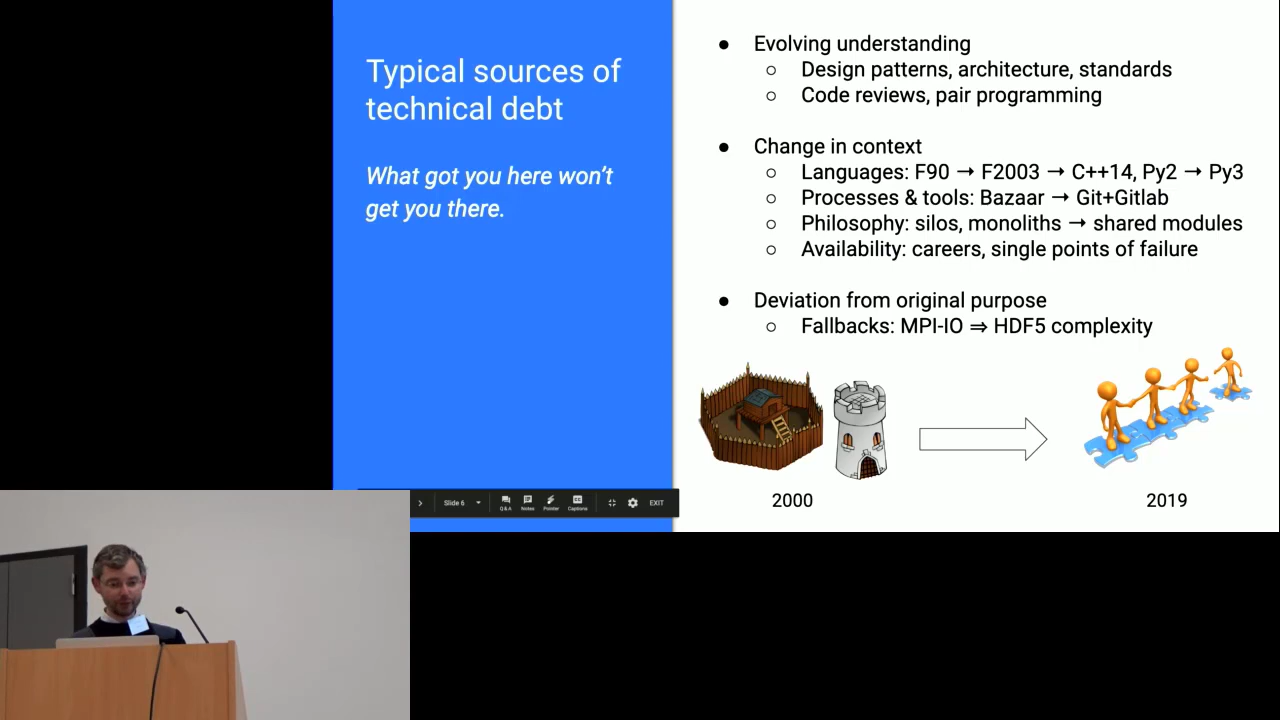 Typical sources of
technical debt
What got you here won't
get you there.
● Evolving understanding
○ Design patterns, architecture, standards
○ Code reviews, pair programming
● Change in context
○ Languages: F90 → F2003 → C++14, Py2 → Py3
○ Processes & tools: Bazaar → Git+Gitlab
○ Philosophy: silos, monoliths → shared modules
○ Availability: careers, single points of failure
● Deviation from original purpose
○ Fallbacks: MPI-IO ⇒ HDF5 complexity
2000
2019
Slide 6
Q&A
Notes
Pointer
Captions
EXIT